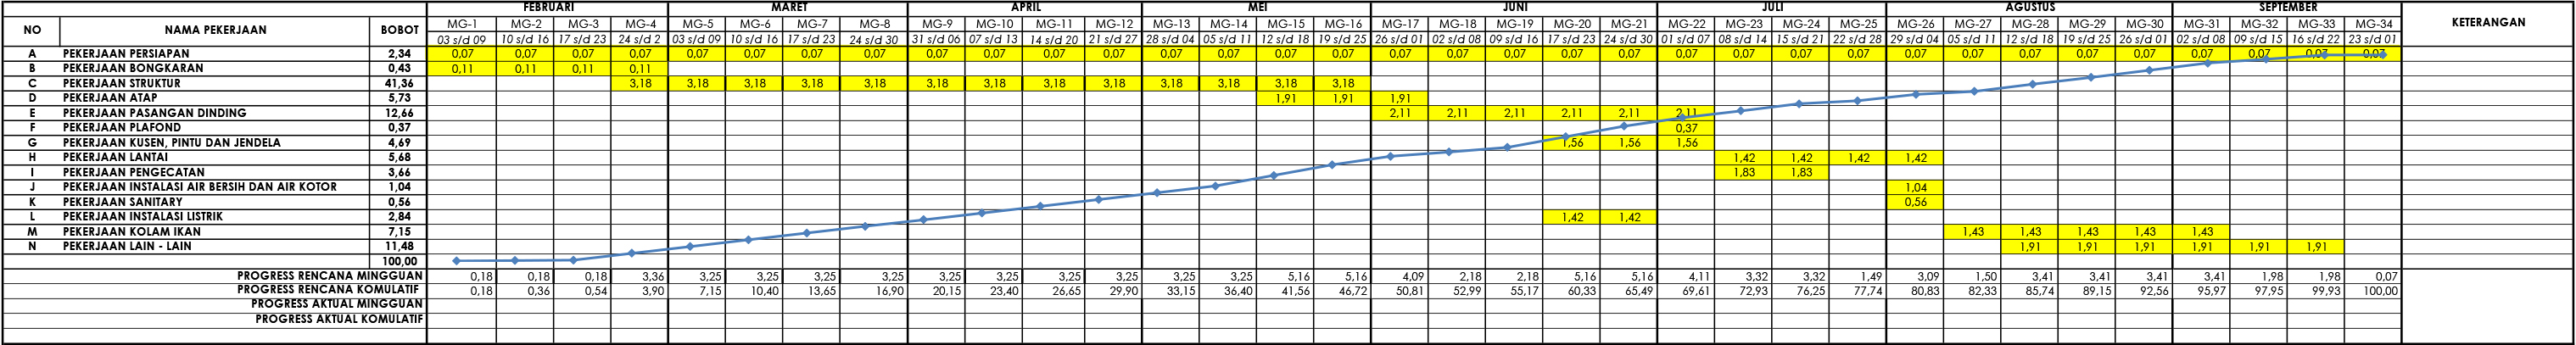 FEBRUARI MARET APRIL MEI JUNI JULI AGUSTUS SEPTEMBER
NO NAMA PEKERJAAN BOBOT MG-1 MG-2 MG-3 MG-4 MG-5 MG-6 MG-7 MG-8 MG-9 MG-10 MG-11 MG-12 MG-13 MG-14 MG-15 MG-16 MG-17 MG-18 MG-19 MG-20 MG-21 MG-22 MG-23 MG-24 MG-25 MG-26 MG-27 MG-28 MG-29 MG-30 MG-31 MG-32 MG-33 MG-34 KETERANGAN
03 s/d 09 10 s/d 16 17 s/d 23 24 s/d 2 03 s/d 09 10 s/d 16 17 s/d 23 24 s/d 30 31 s/d 06 07 s/d 13 14 s/d 20 21 s/d 27 28 s/d 04 05 s/d 11 12 s/d 18 19 s/d 25 26 s/d 01 02 s/d 08 09 s/d 16 17 s/d 23 24 s/d 30 01 s/d 07 08 s/d 14 15 s/d 21 22 s/d 28 29 s/d 04 05 s/d 11 12 s/d 18 19 s/d 25 26 s/d 01 02 s/d 08 09 s/d 15 16 s/d 22 23 s/d 01
A PEKERJAAN PERSIAPAN 2,34 0,07 0,07 0,07 0,07 0,07 0,07 0,07 0,07 0,07 0,07 0,07 0,07 0,07 0,07 0,07 0,07 0,07 0,07 0,07 0,07 0,07 0,07 0,07 0,07 0,07 0,07 0,07 0,07 0,07 0,07 0,07 0,07 0,07 0,07
B PEKERJAAN BONGKARAN 0,43 0,11 0,11 0,11 0,11
C PEKERJAAN STRUKTUR 41,36 3,18 3,18 3,18 3,18 3,18 3,18 3,18 3,18 3,18 3,18 3,18 3,18 3,18
D PEKERJAAN ATAP 5,73 1,91 1,91 1,91
E PEKERJAAN PASANGAN DINDING 12,66 2,11 2,11 2,11 2,11 2,11 2,11
F PEKERJAAN PLAFOND 0,37 0,37
G PEKERJAAN KUSEN, PINTU DAN JENDELA 4,69 1,56 1,56 1,56
H PEKERJAAN LANTAI 5,68 1,42 1,42 1,42 1,42
I PEKERJAAN PENGECATAN 3,66 1,83 1,83
J PEKERJAAN INSTALASI AIR BERSIH DAN AIR KOTOR 1,04 1,04
K PEKERJAAN SANITARY 0,56 0,56
L PEKERJAAN INSTALASI LISTRIK 2,84 1,42 1,42
M PEKERJAAN KOLAM IKAN 7,15 1,43 1,43 1,43 1,43 1,43
N PEKERJAAN LAIN - LAIN 11,48 1,91 1,91 1,91 1,91 1,91 1,91
100,00
PROGRESS RENCANA MINGGUAN 0,18 0,18 0,18 3,36 3,25 3,25 3,25 3,25 3,25 3,25 3,25 3,25 3,25 3,25 5,16 5,16 4,09 2,18 2,18 5,16 5,16 4,11 3,32 3,32 1,49 3,09 1,50 3,41 3,41 3,41 3,41 1,98 1,98 0,07
PROGRESS RENCANA KOMULATIF 0,18 0,36 0,54 3,90 7,15 10,40 13,65 16,90 20,15 23,40 26,65 29,90 33,15 36,40 41,56 46,72 50,81 52,99 55,17 60,33 65,49 69,61 72,93 76,25 77,74 80,83 82,33 85,74 89,15 92,56 95,97 97,95 99,93 100,00
PROGRESS AKTUAL MINGGUAN
PROGRESS AKTUAL KOMULATIF